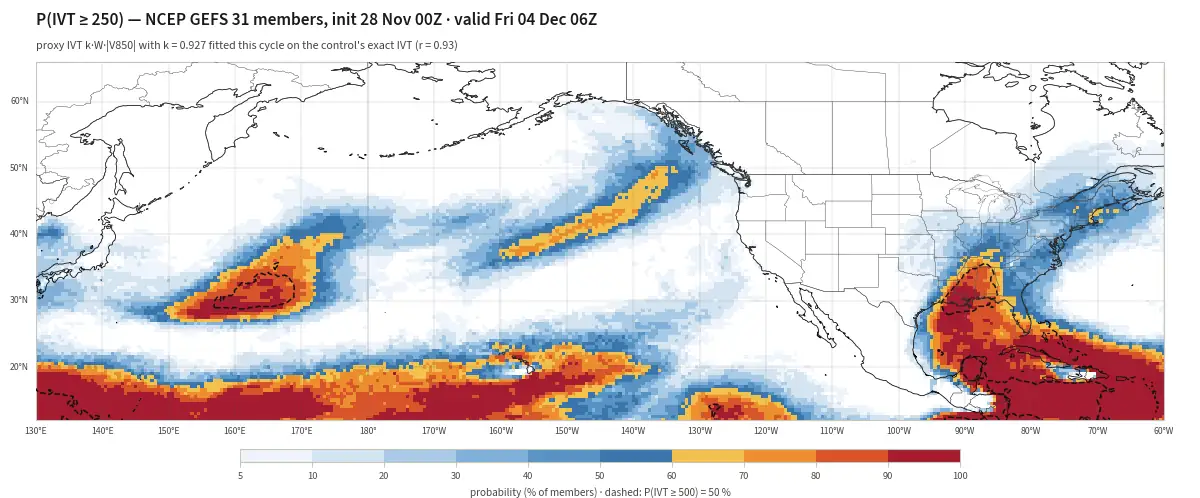 P(IVT ≥ 250) — NCEP GEFS 31 members, init 28 Nov 00Z · valid Fri 04 Dec 06Z
proxy IVT k·W·|V850| with k = 0.927 fitted this cycle on the control's exact IVT (r = 0.93)
60°N
50°N
40°N
30°N
20°N
130°E 140°E 150°E 160°E 170°E 180° 170°W 160°W 150°W 140°W 130°W 120°W 110°W 100°W 90°W 80°W 70°W 60°W
5 10 20 30 40 50 60 70 80 90 100
probability (% of members) · dashed: P(IVT ≥ 500) = 50 %